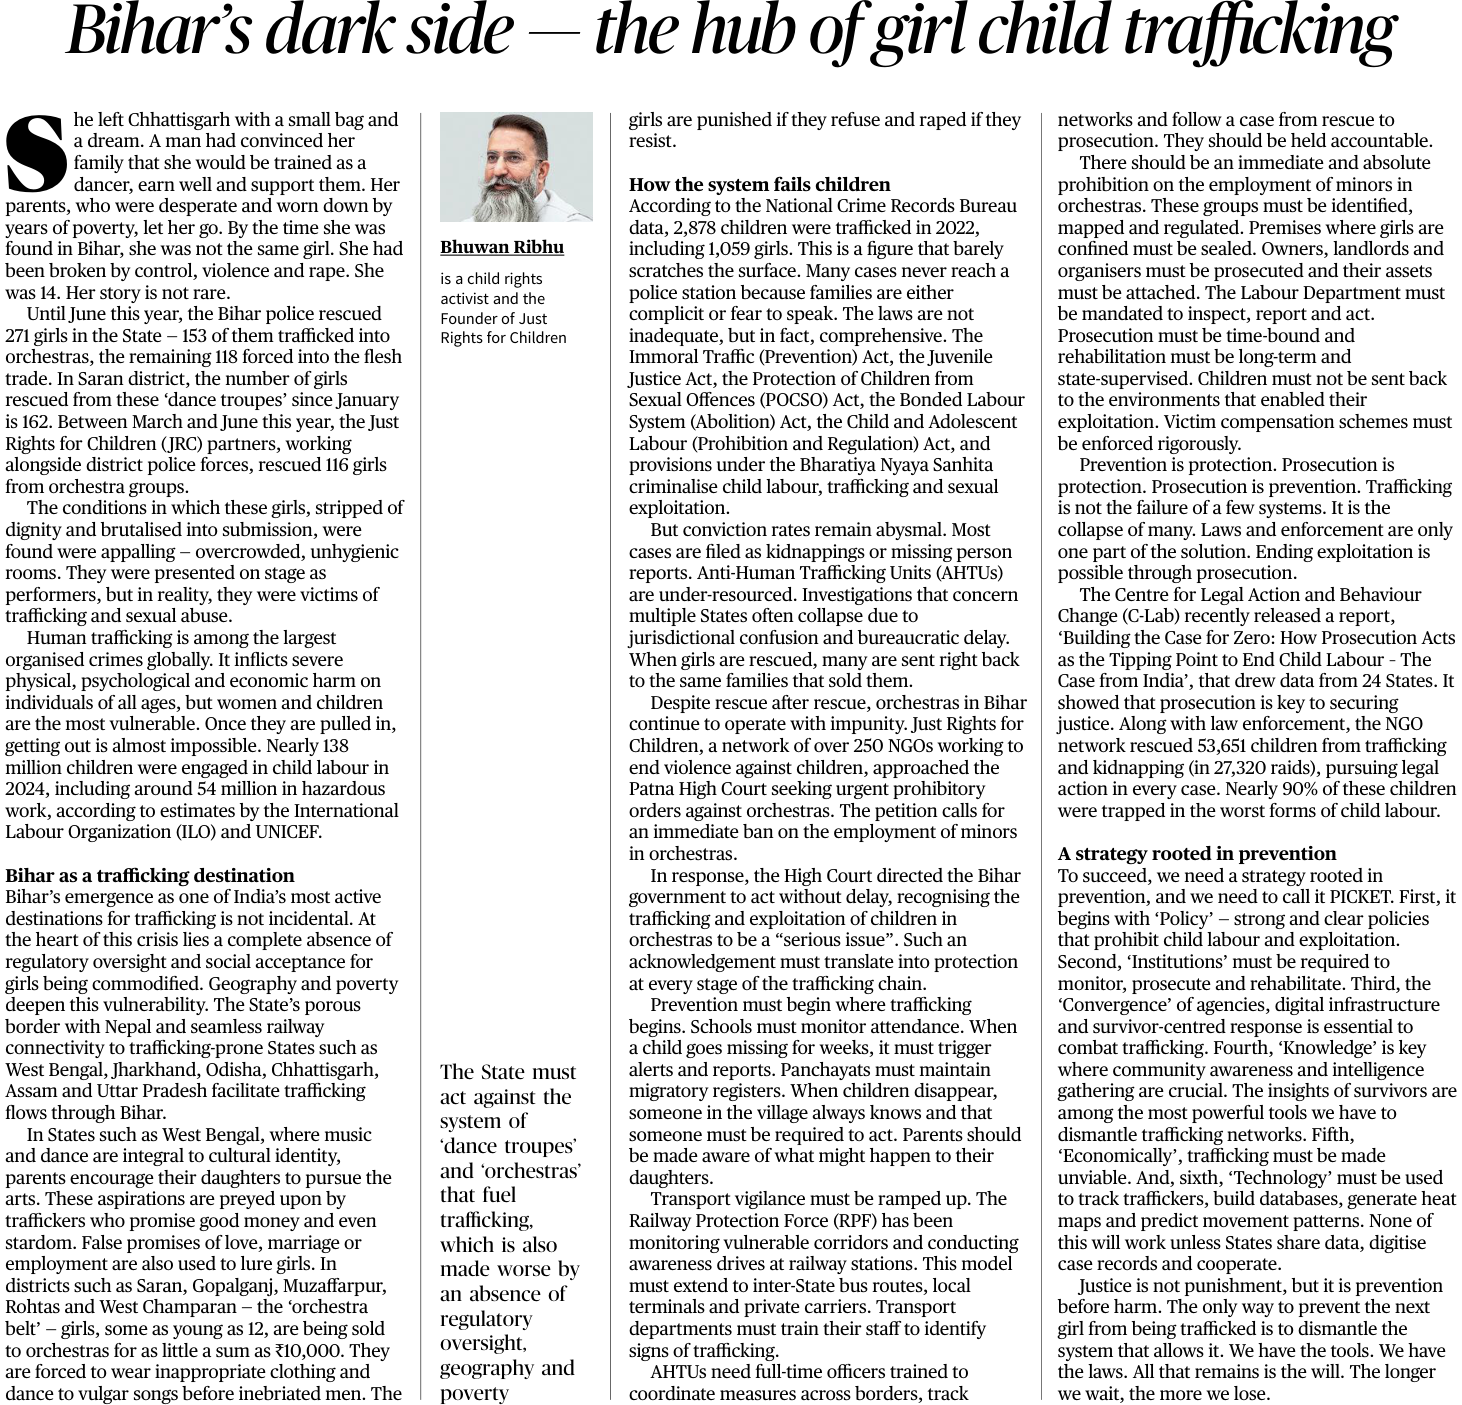 Bihar's dark side — the hub of girl child trafficking
She left Chhattisgarh with a small bag and
a dream. A man had convinced her
family that she would be trained as a
dancer, earn well and support them. Her
parents, who were desperate and worn down by
years of poverty, let her go. By the time she was
found in Bihar, she was not the same girl. She had
been broken by control, violence and rape. She
was 14. Her story is not rare.
Until June this year, the Bihar police rescued
271 girls in the State – 153 of them trafficked into
orchestras, the remaining 118 forced into the flesh
trade. In Saran district, the number of girls
rescued from these 'dance troupes' since January
is 162. Between March and June this year, the Just
Rights for Children (JRC) partners, working
alongside district police forces, rescued 116 girls
from orchestra groups.
The conditions in which these girls, stripped of
dignity and brutalised into submission, were
found were appalling – overcrowded, unhygienic
rooms. They were presented on stage as
performers, but in reality, they were victims of
trafficking and sexual abuse.
Human trafficking is among the largest
organised crimes globally. It inflicts severe
physical, psychological and economic harm on
individuals of all ages, but women and children
are the most vulnerable. Once they are pulled in,
getting out is almost impossible. Nearly 138
million children were engaged in child labour in
2024, including around 54 million in hazardous
work, according to estimates by the International
Labour Organization (ILO) and UNICEF.
Bihar as a trafficking destination
Bihar's emergence as one of India's most active
destinations for trafficking is not incidental. At
the heart of this crisis lies a complete absence of
regulatory oversight and social acceptance for
girls being commodified. Geography and poverty
deepen this vulnerability. The State's porous
border with Nepal and seamless railway
connectivity to trafficking-prone States such as
West Bengal, Jharkhand, Odisha, Chhattisgarh,
Assam and Uttar Pradesh facilitate trafficking
flows through Bihar.
In States such as West Bengal, where music
and dance are integral to cultural identity,
parents encourage their daughters to pursue the
arts. These aspirations are preyed upon by
traffickers who promise good money and even
stardom. False promises of love, marriage or
employment are also used to lure girls. In
districts such as Saran, Gopalganj, Muzaffarpur,
Rohtas and West Champaran – the 'orchestra
belt' – girls, some as young as 12, are being sold
to orchestras for as little a sum as ₹10,000. They
are forced to wear inappropriate clothing and
dance to vulgar songs before inebriated men. The
Bhuwan Ribhu
is a child rights
activist and the
Founder of Just
Rights for Children
The State must
act against the
system of
'dance troupes'
and 'orchestras'
that fuel
trafficking,
which is also
made worse by
an absence of
regulatory
oversight,
geography and
poverty
girls are punished if they refuse and raped if they
resist.
How the system fails children
According to the National Crime Records Bureau
data, 2,878 children were trafficked in 2022,
including 1,059 girls. This is a figure that barely
scratches the surface. Many cases never reach a
police station because families are either
complicit or fear to speak. The laws are not
inadequate, but in fact, comprehensive. The
Immoral Traffic (Prevention) Act, the Juvenile
Justice Act, the Protection of Children from
Sexual Offences (POCSO) Act, the Bonded Labour
System (Abolition) Act, the Child and Adolescent
Labour (Prohibition and Regulation) Act, and
provisions under the Bharatiya Nyaya Sanhita
criminalise child labour, trafficking and sexual
exploitation.
But conviction rates remain abysmal. Most
cases are filed as kidnappings or missing person
reports. Anti-Human Trafficking Units (AHTUs)
are under-resourced. Investigations that concern
multiple States often collapse due to
jurisdictional confusion and bureaucratic delay.
When girls are rescued, many are sent right back
to the same families that sold them.
Despite rescue after rescue, orchestras in Bihar
continue to operate with impunity. Just Rights for
Children, a network of over 250 NGOs working to
end violence against children, approached the
Patna High Court seeking urgent prohibitory
orders against orchestras. The petition calls for
an immediate ban on the employment of minors
in orchestras.
In response, the High Court directed the Bihar
government to act without delay, recognising the
trafficking and exploitation of children in
orchestras to be a "serious issue". Such an
acknowledgement must translate into protection
at every stage of the trafficking chain.
Prevention must begin where trafficking
begins. Schools must monitor attendance. When
a child goes missing for weeks, it must trigger
alerts and reports. Panchayats must maintain
migratory registers. When children disappear,
someone in the village always knows and that
someone must be required to act. Parents should
be made aware of what might happen to their
daughters.
Transport vigilance must be ramped up. The
Railway Protection Force (RPF) has been
monitoring vulnerable corridors and conducting
awareness drives at railway stations. This model
must extend to inter-State bus routes, local
terminals and private carriers. Transport
departments must train their staff to identify
signs of trafficking.
AHTUs need full-time officers trained to
coordinate measures across borders, track
networks and follow a case from rescue to
prosecution. They should be held accountable.
There should be an immediate and absolute
prohibition on the employment of minors in
orchestras. These groups must be identified,
mapped and regulated. Premises where girls are
confined must be sealed. Owners, landlords and
organisers must be prosecuted and their assets
must be attached. The Labour Department must
be mandated to inspect, report and act.
Prosecution must be time-bound and
rehabilitation must be long-term and
state-supervised. Children must not be sent back
to the environments that enabled their
exploitation. Victim compensation schemes must
be enforced rigorously.
Prevention is protection. Prosecution is
protection. Prosecution is prevention. Trafficking
is not the failure of a few systems. It is the
collapse of many. Laws and enforcement are only
one part of the solution. Ending exploitation is
possible through prosecution.
The Centre for Legal Action and Behaviour
Change (C-Lab) recently released a report,
'Building the Case for Zero: How Prosecution Acts
as the Tipping Point to End Child Labour - The
Case from India', that drew data from 24 States. It
showed that prosecution is key to securing
justice. Along with law enforcement, the NGO
network rescued 53,651 children from trafficking
and kidnapping (in 27,320 raids), pursuing legal
action in every case. Nearly 90% of these children
were trapped in the worst forms of child labour.
A strategy rooted in prevention
To succeed, we need a strategy rooted in
prevention, and we need to call it PICKET. First, it
begins with 'Policy' – strong and clear policies
that prohibit child labour and exploitation.
Second, 'Institutions' must be required to
monitor, prosecute and rehabilitate. Third, the
'Convergence' of agencies, digital infrastructure
and survivor-centred response is essential to
combat trafficking. Fourth, 'Knowledge' is key
where community awareness and intelligence
gathering are crucial. The insights of survivors are
among the most powerful tools we have to
dismantle trafficking networks. Fifth,
'Economically', trafficking must be made
unviable. And, sixth, 'Technology' must be used
to track traffickers, build databases, generate heat
maps and predict movement patterns. None of
this will work unless States share data, digitise
case records and cooperate.
Justice is not punishment, but it is prevention
before harm. The only way to prevent the next
girl from being trafficked is to dismantle the
system that allows it. We have the tools. We have
the laws. All that remains is the will. The longer
we wait, the more we lose.